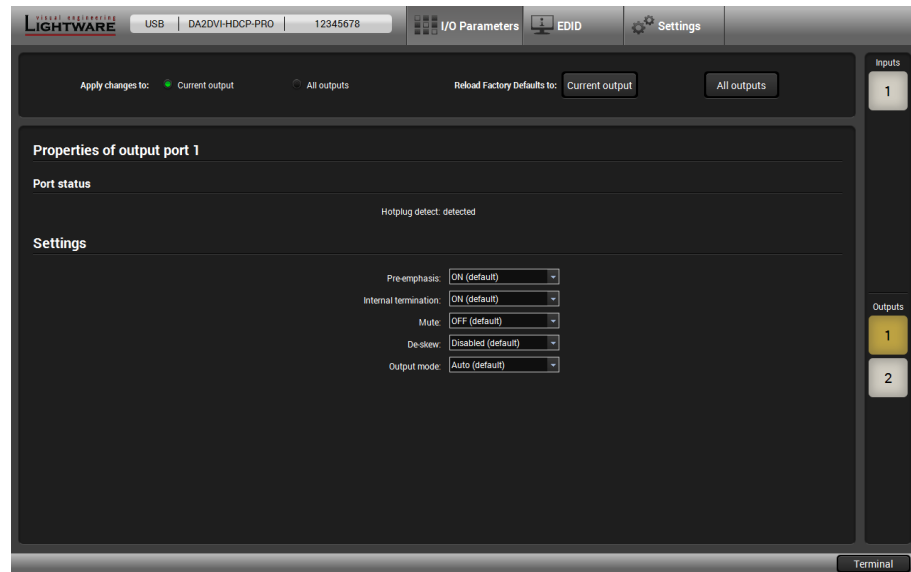 visual engineering
LIGHTWARE
USB DA2DVI-HDCP-PRO 12345678
I/O Parameters
EDID
Settings
Apply changes to: Current output All outputs
Reload Factory Defaults to: Current output All outputs
Inputs
1
Properties of output port 1
Port status
Hotplug detect: detected
Settings
Pre-emphasis: ON (default)
Internal termination: ON (default)
Mute: OFF (default)
De-skew: Disabled (default)
Output mode: Auto (default)
Outputs
1
2
Terminal